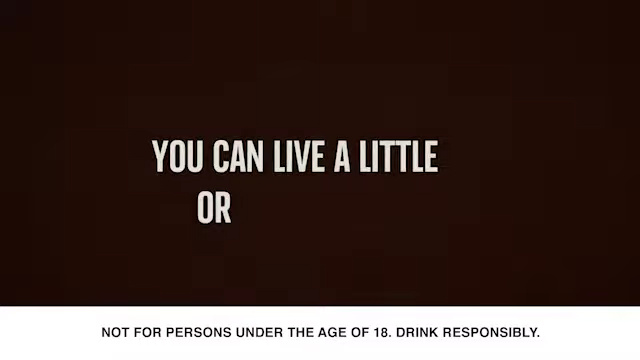 YOU CAN LIVE A LITTLE
OR
NOT FOR PERSONS UNDER THE AGE OF 18. DRINK RESPONSIBLY.